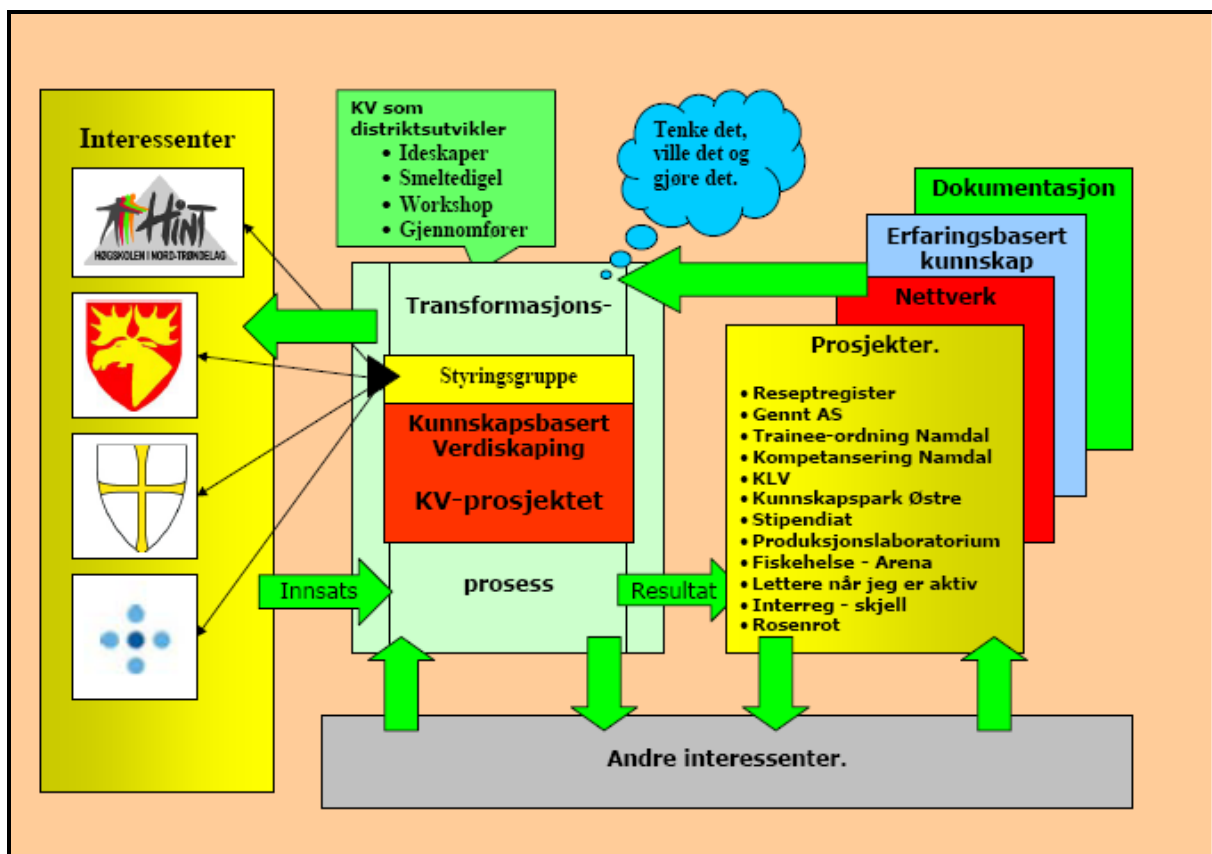 Interessenter
HINT
HØGSKOLEN I NORD-TRØNDELAG
KV som
distriktsutvikler
• Ideskaper
• Smeltedigel
• Workshop
• Gjennomfører
Tenke det,
ville det og
gjøre det.
Transformasjons-
Styringsgruppe
Kunnskapsbasert
Verdiskaping
KV-prosjektet
prosess
Innsats
Resultat
Dokumentasjon
Erfaringsbasert
kunnskap
Nettverk
Prosjekter.
• Reseptregister
• Gennt AS
• Trainee-ordning Namdal
• Kompetansering Namdal
• KLV
• Kunnskapspark Østre
• Stipendiat
• Produksjonslaboratorium
• Fiskehelse - Arena
• Lettere når jeg er aktiv
• Interreg - skjell
• Rosenrot
Andre interessenter.